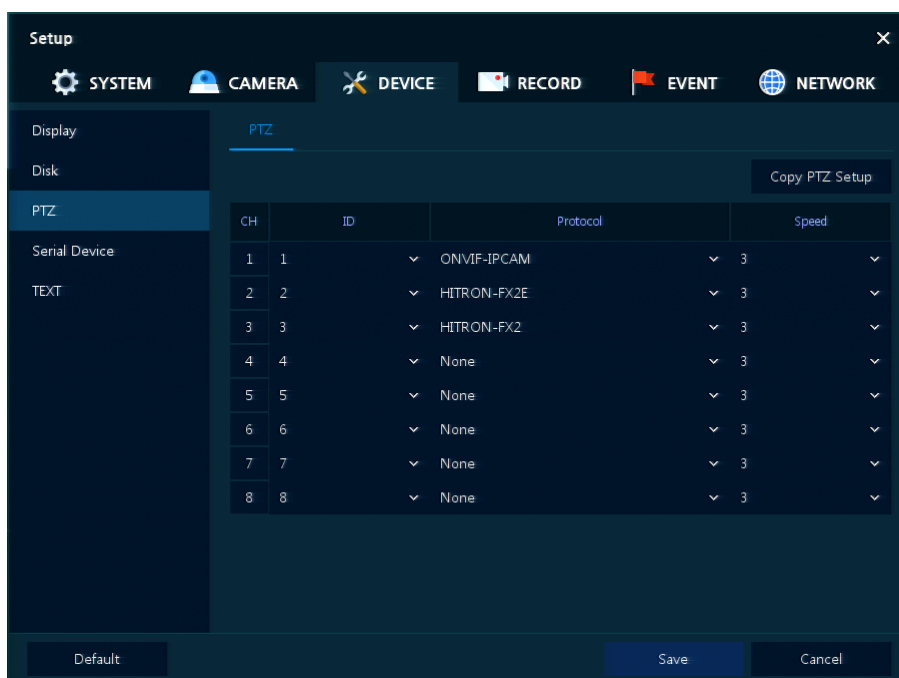 Setup
SYSTEM CAMERA DEVICE RECORD EVENT NETWORK
Display
Disk
PTZ
Serial Device
TEXT
PTZ
Copy PTZ Setup
CH ID Protocol Speed
1 1 ONVIF-IPCAM 3
2 2 HITRON-FX2E 3
3 3 HITRON-FX2 3
4 4 None 3
5 5 None 3
6 6 None 3
7 7 None 3
8 8 None 3
Default Save Cancel